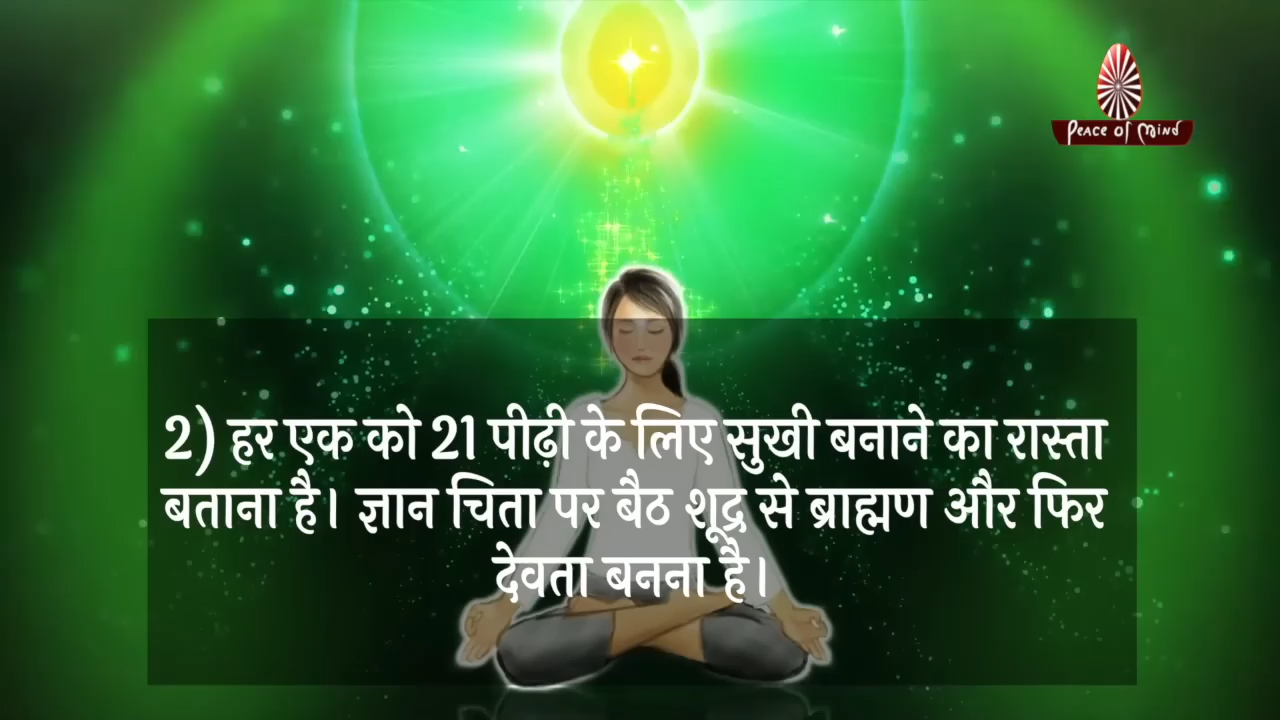 Peace of Mind
2) हर एक को 21 पीढ़ी के लिए सुखी बनाने का रास्ता
बताना है। ज्ञान चिता पर बैठ शूद्र से ब्राह्मण और फिर
देवता बनना है।